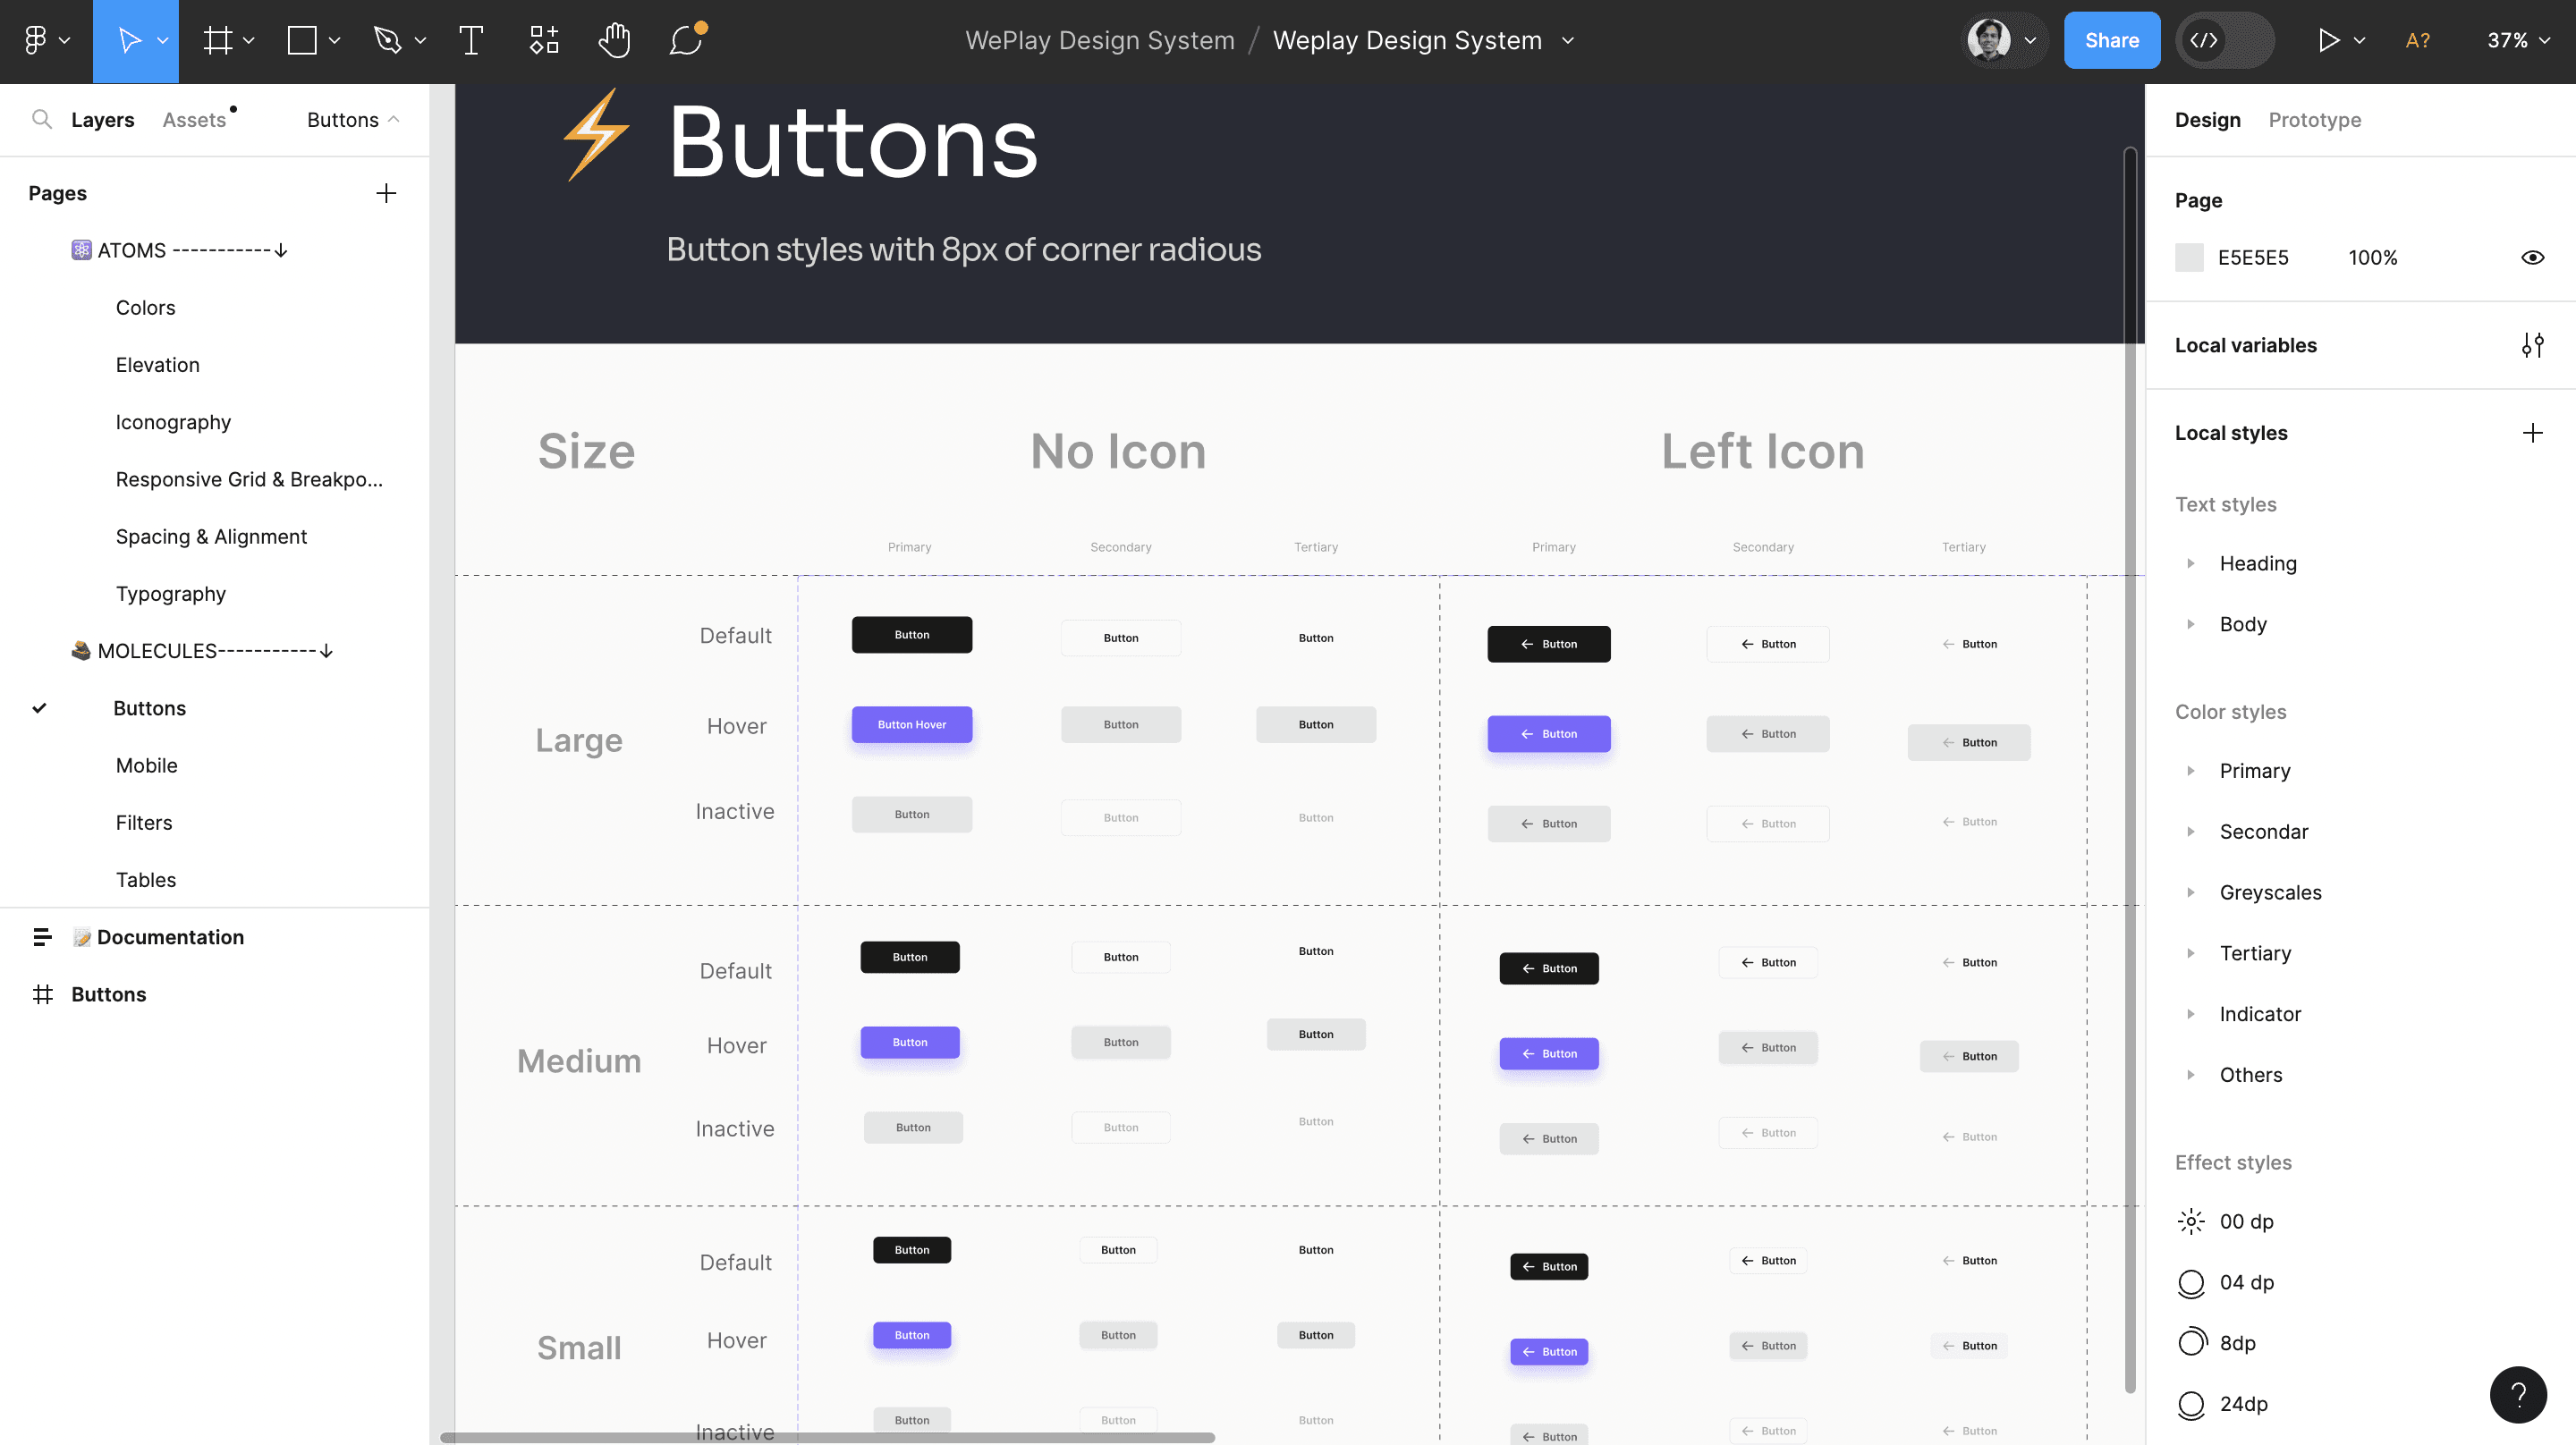 WePlay Design System / Weplay Design System
Share
A?
37%
Layers
Assets
Buttons
Pages
ATOMS -----------↓
Colors
Elevation
Iconography
Responsive Grid & Breakpo...
Spacing & Alignment
Typography
MOLECULES-----------↓
Buttons
Mobile
Filters
Tables
Documentation
Buttons
Buttons
Button styles with 8px of corner radious
Size No Icon Left Icon
Primary Secondary Tertiary Primary Secondary Tertiary
Large
Default Button Button Button Button Button Button
Hover Button Hover Button Button Button Button Button
Inactive Button Button Button Button Button Button
Medium
Default Button Button Button Button Button Button
Hover Button Button Button Button Button Button
Inactive Button Button Button Button Button Button
Small
Default Button Button Button Button Button Button
Hover Button Button Button Button Button Button
Inactive Button Button Button Button Button Button
Design Prototype
Page
E5E5E5 100%
Local variables
Local styles
Text styles
Heading
Body
Color styles
Primary
Secondar
Greyscales
Tertiary
Indicator
Others
Effect styles
00 dp
04 dp
8dp
24dp
?